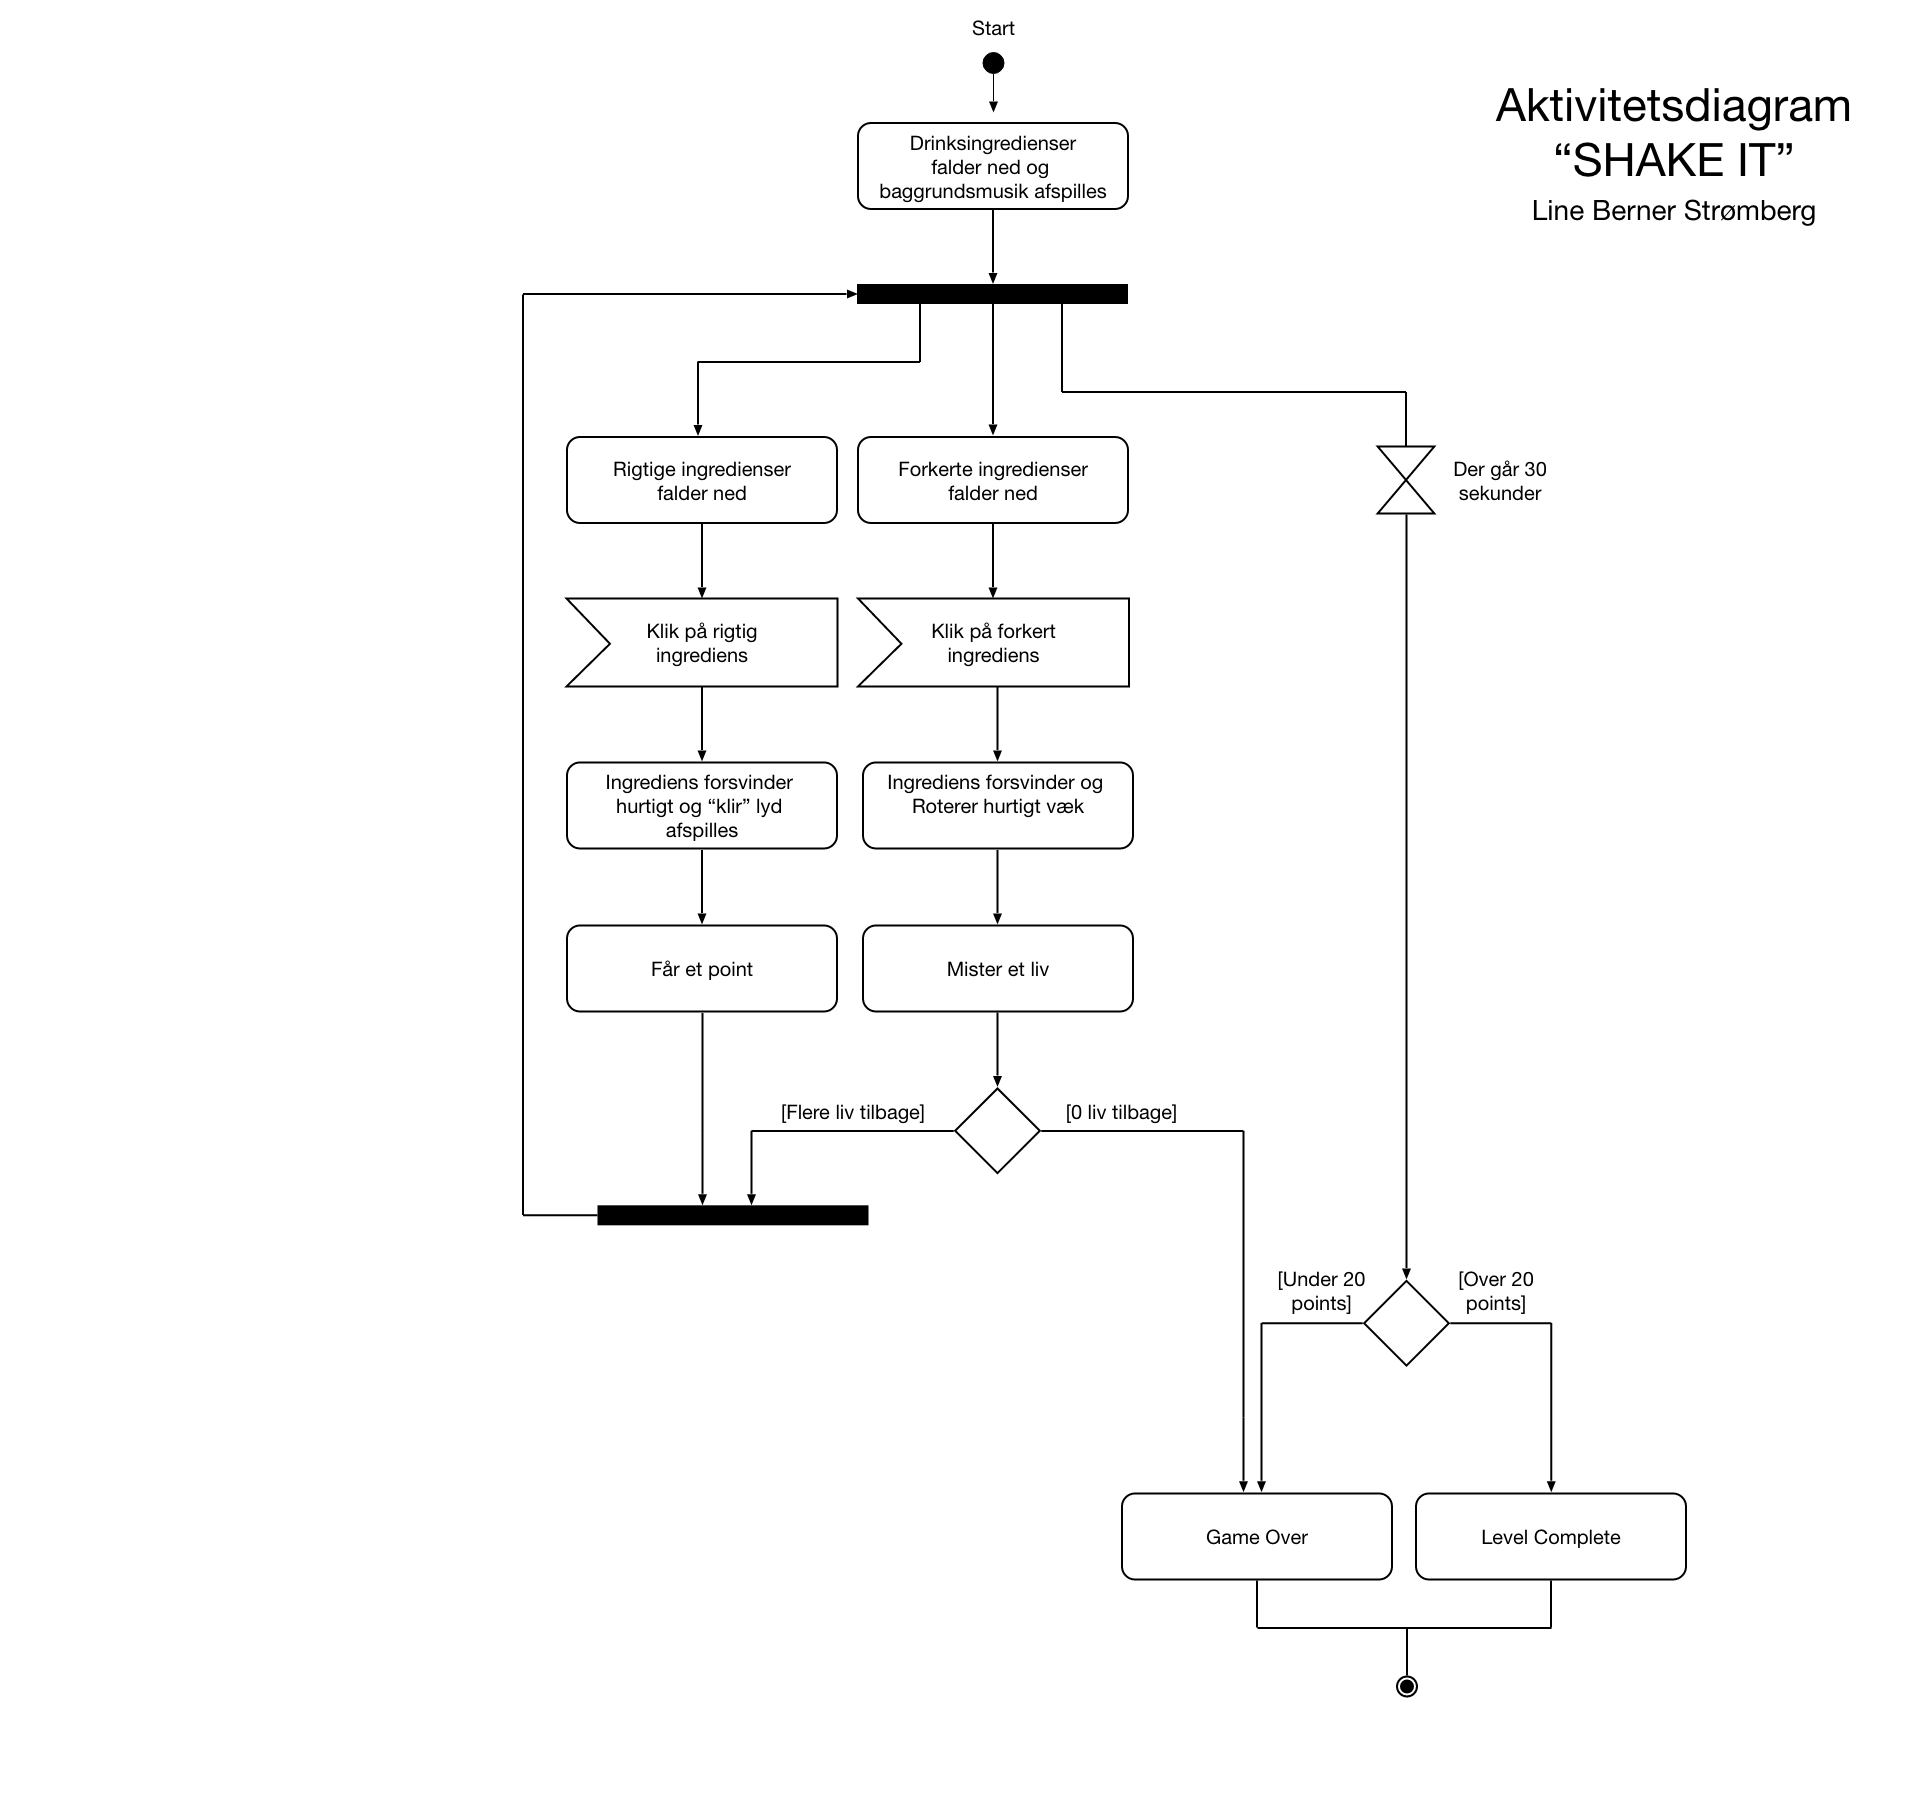 Start
Aktivitetsdiagram
“SHAKE IT”
Line Berner Strømberg
Drinksingredienser
falder ned og
baggrundsmusik afspilles
Rigtige ingredienser
falder ned
Forkerte ingredienser
falder ned
Der går 30
sekunder
Klik på rigtig
ingrediens
Klik på forkert
ingrediens
Ingrediens forsvinder
hurtigt og “klir” lyd
afspilles
Ingrediens forsvinder og
Roterer hurtigt væk
Får et point
Mister et liv
[Flere liv tilbage]
[0 liv tilbage]
[Under 20
points]
[Over 20
points]
Game Over
Level Complete